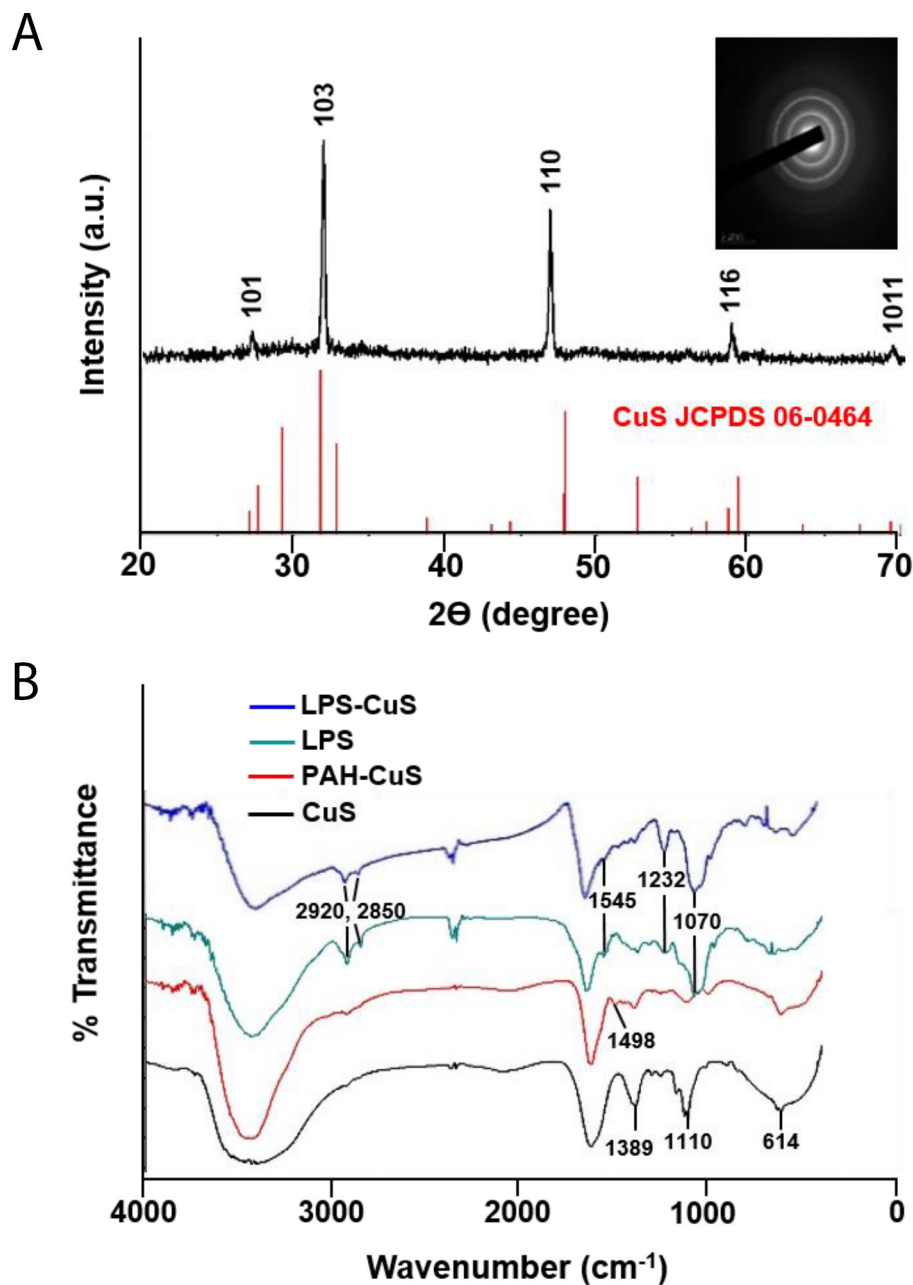 A
Intensity (a.u.)
101
103
110
116
1011
CuS JCPDS 06-0464
20 30 40 50 60 70
2Ө (degree)
B
% Transmittance
LPS-CuS
LPS
PAH-CuS
CuS
2920, 2850
1545
1232
1070
1498
1389
1110
614
4000 3000 2000 1000 0
Wavenumber (cm⁻¹)